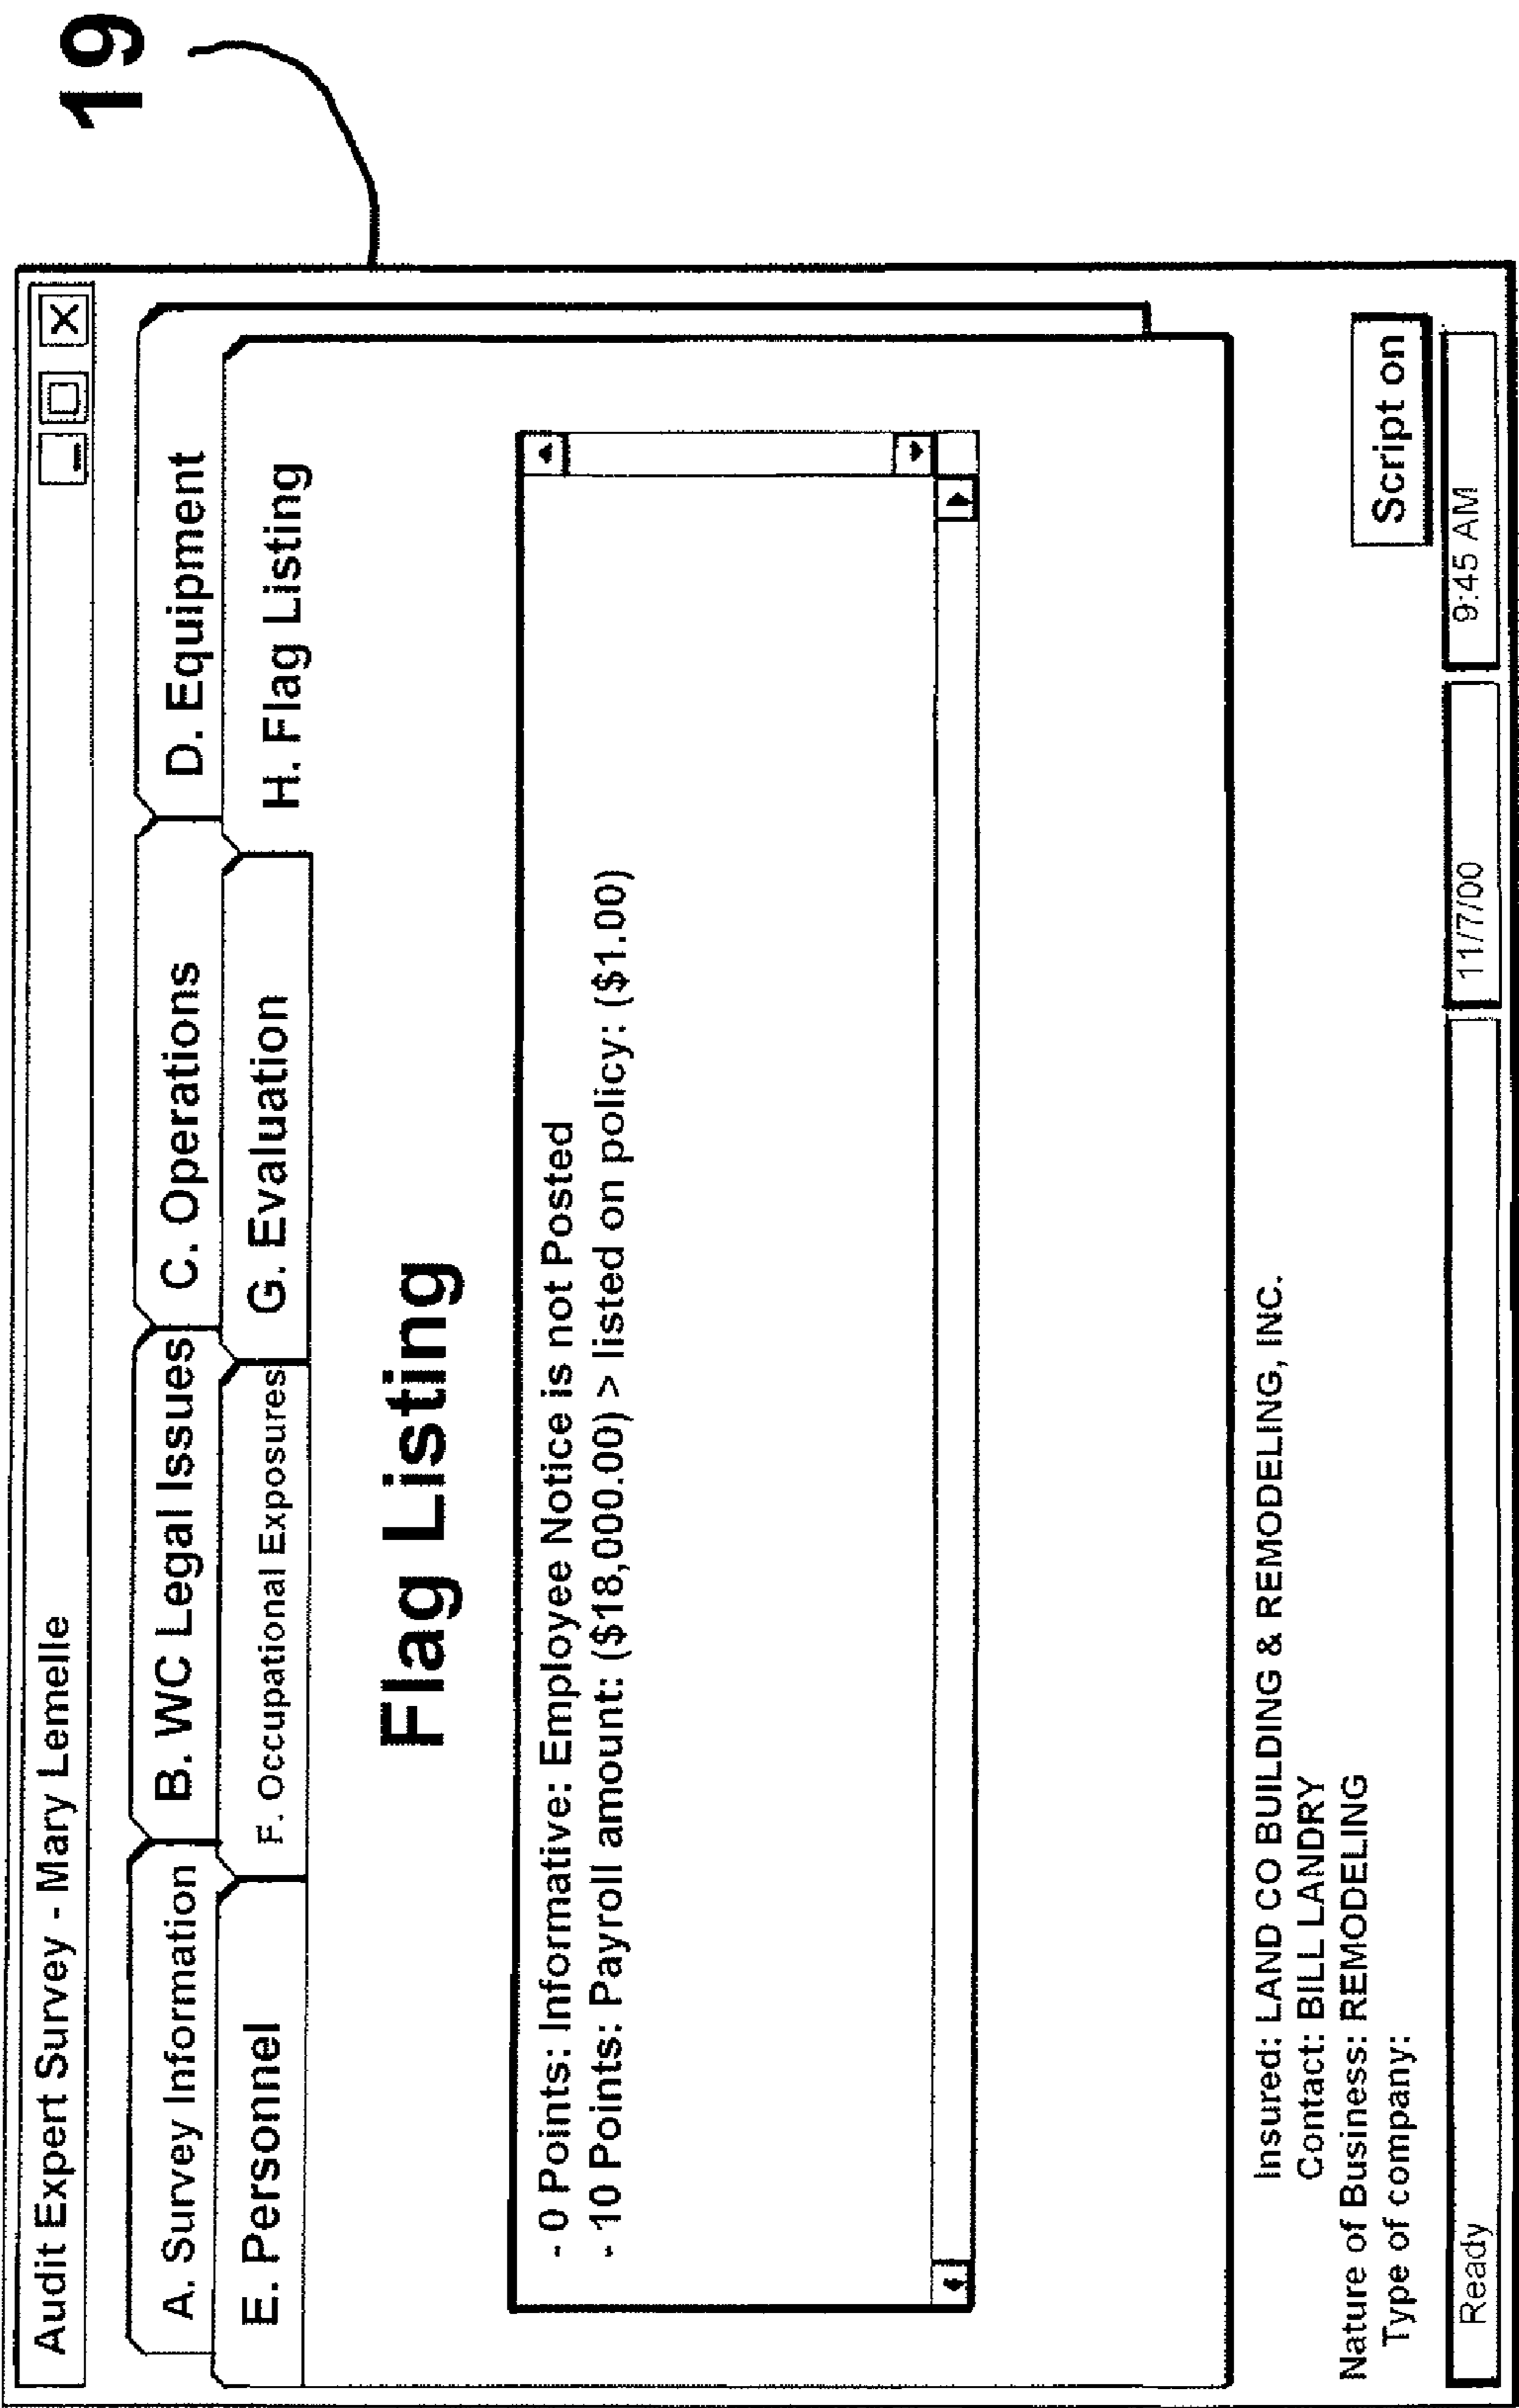 19
Audit Expert Survey - Mary Lemelle
A. Survey Information B. WC Legal Issues C. Operations D. Equipment
E. Personnel F. Occupational Exposures G. Evaluation H. Flag Listing
Flag Listing
- 0 Points: Informative: Employee Notice is not Posted
- 10 Points: Payroll amount: ($18,000.00) > listed on policy: ($1.00)
Insured: LAND CO BUILDING & REMODELING, INC.
Contact: BILL LANDRY
Nature of Business: REMODELING
Type of company:
Script on
Ready 11/7/00 9:45 AM